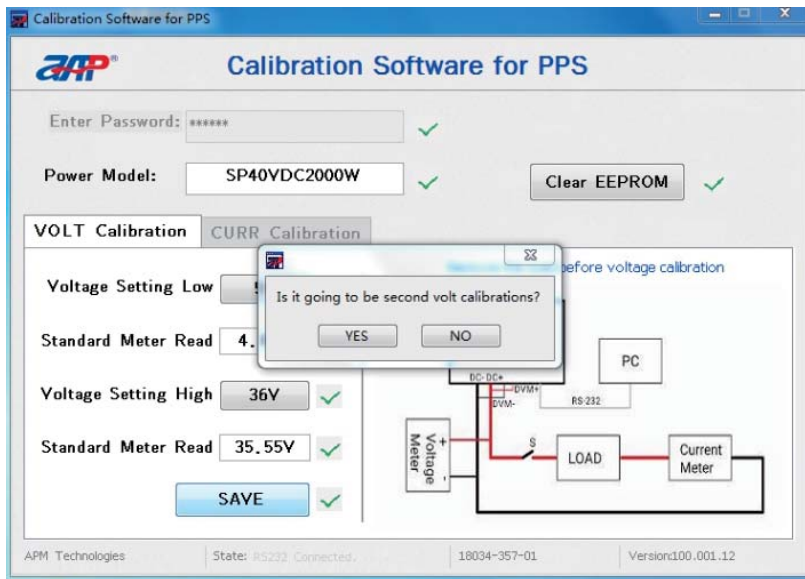 Calibration Software for PPS
Calibration Software for PPS
Enter Password: ******
Power Model: SP40VDC2000W
Clear EEPROM
VOLT Calibration
CURR Calibration
before voltage calibration
Voltage Setting Low
Is it going to be second volt calibrations?
YES
NO
Standard Meter Read 4.
Voltage Setting High 36V
Standard Meter Read 35.55V
SAVE
DC- DC+
DVM+
DVM-
RS-232
PC
Voltage Meter
+
-
S
LOAD
Current
Meter
APM Technologies
State: RS232 Connected.
18034-357-01
Version:100.001.12